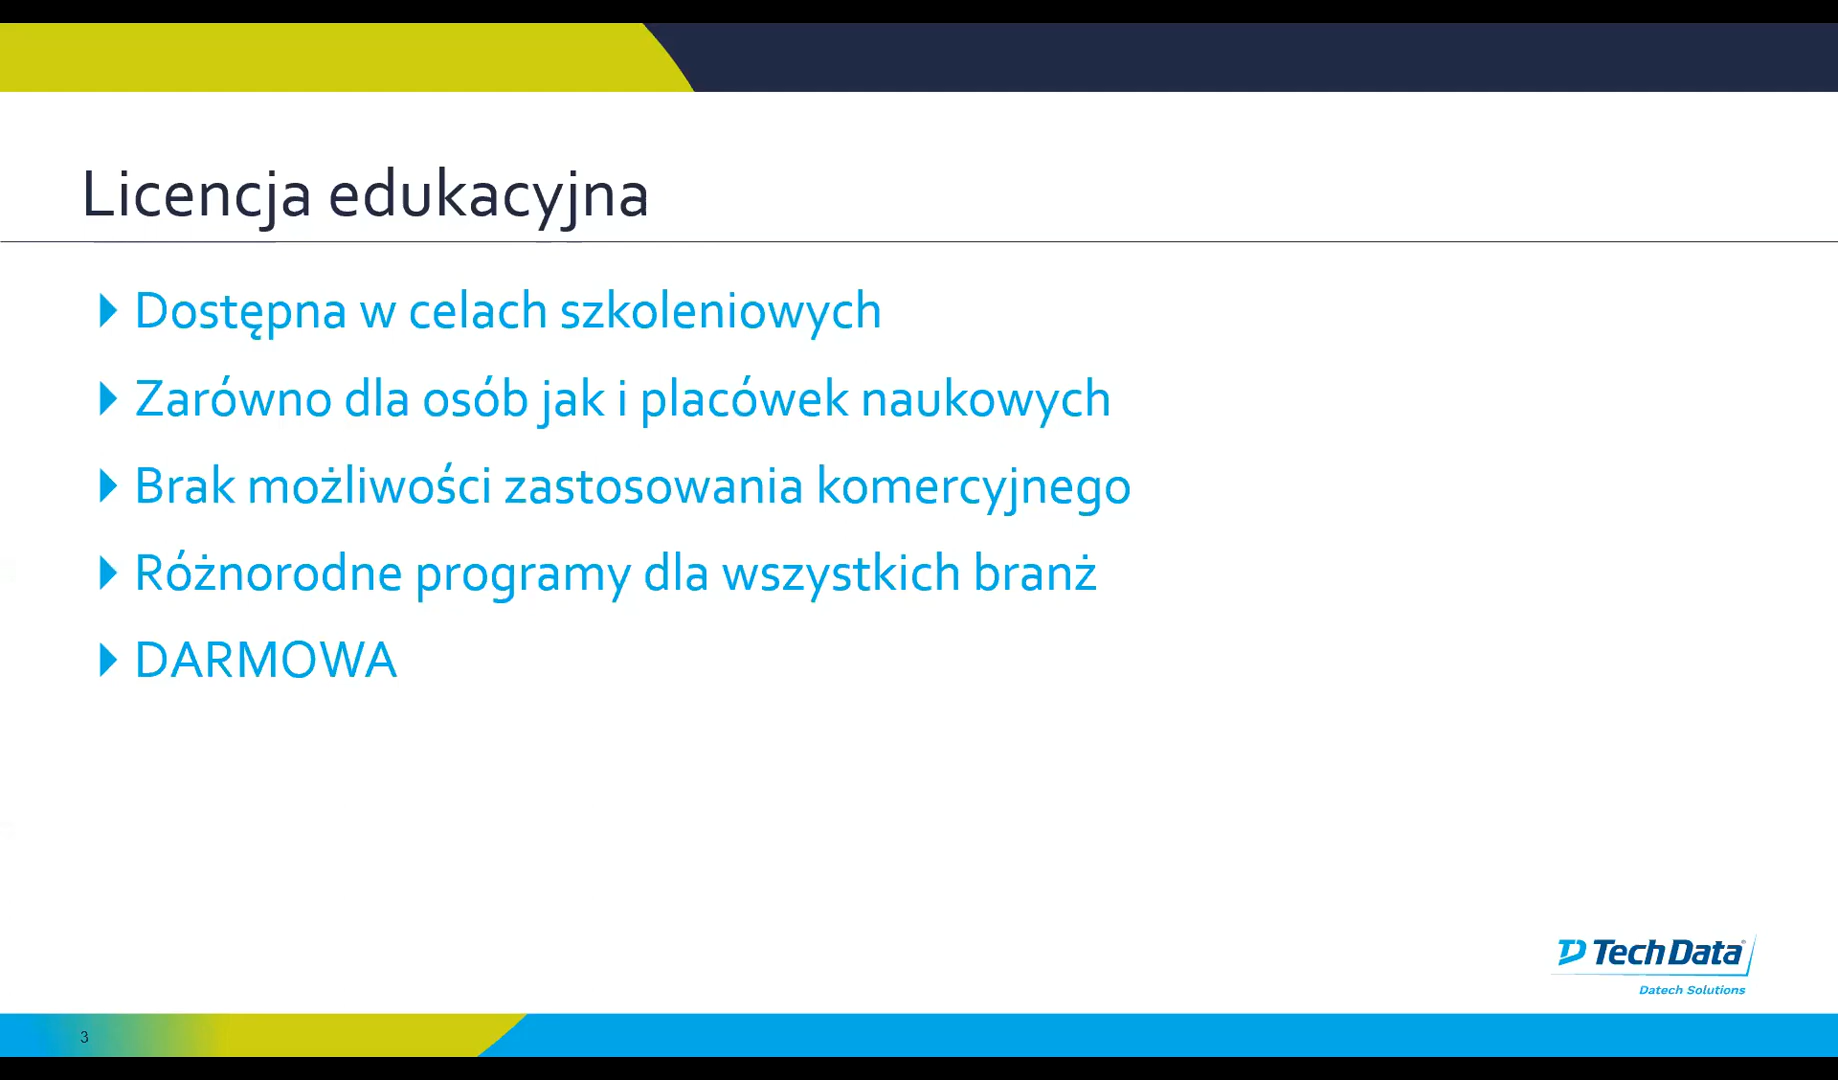 Licencja edukacyjna
Dostępna w celach szkoleniowych
Zarówno dla osób jak i placówek naukowych
Brak możliwości zastosowania komercyjnego
Różnorodne programy dla wszystkich branż
DARMOWA
TD Tech Data®
Datech Solutions
3